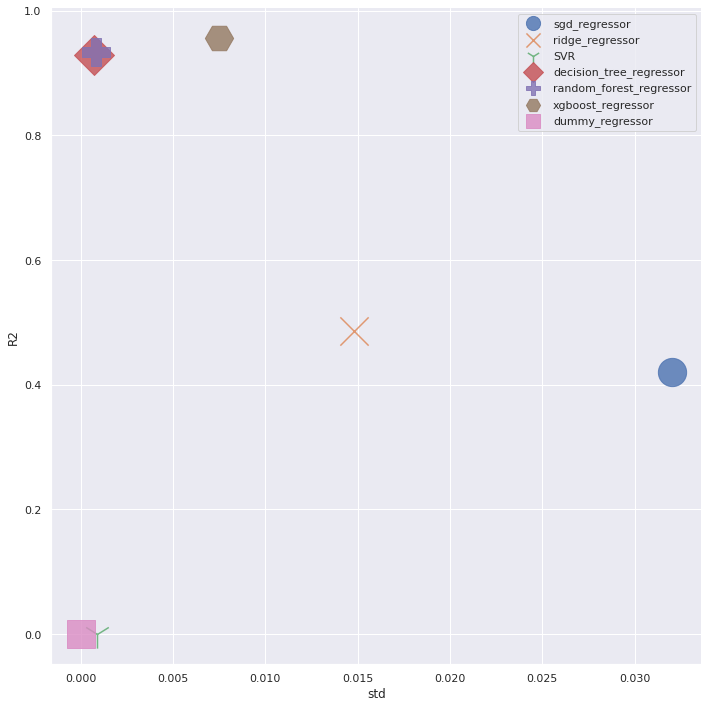 1.0
0.8
0.6
0.4
0.2
0.0
R2
0.000
0.005
0.010
0.015
0.020
0.025
0.030
std
sgd_regressor
ridge_regressor
SVR
decision_tree_regressor
random_forest_regressor
xgboost_regressor
dummy_regressor